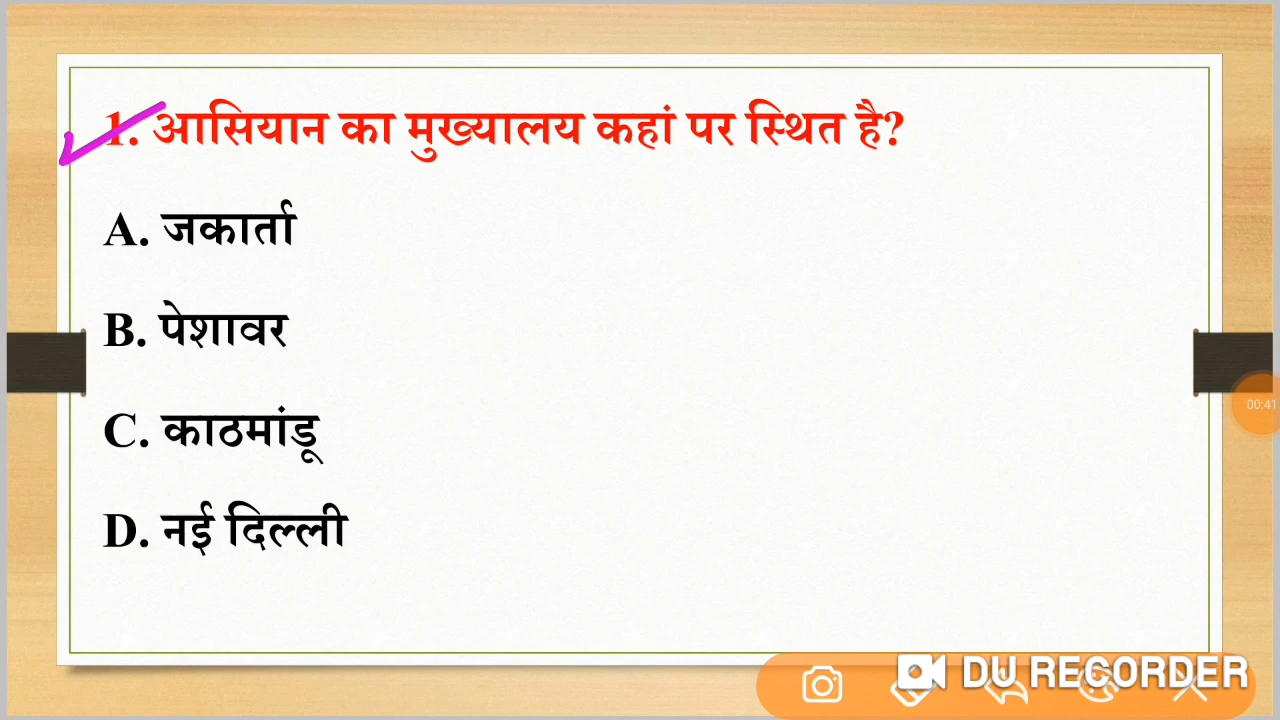 1. आसियान का मुख्यालय कहां पर स्थित है?
A. जकार्ता
B. पेशावर
C. काठमांडू
D. नई दिल्ली
00:41
DU RECORDER